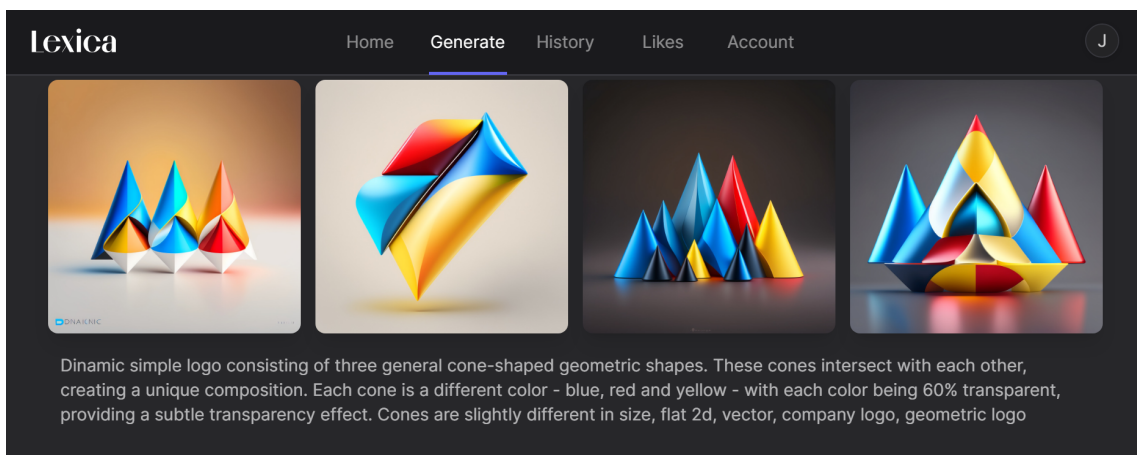 Lexica
Home Generate History Likes Account J
DNAILNIC
Dinamic simple logo consisting of three general cone-shaped geometric shapes. These cones intersect with each other,
creating a unique composition. Each cone is a different color - blue, red and yellow - with each color being 60% transparent,
providing a subtle transparency effect. Cones are slightly different in size, flat 2d, vector, company logo, geometric logo